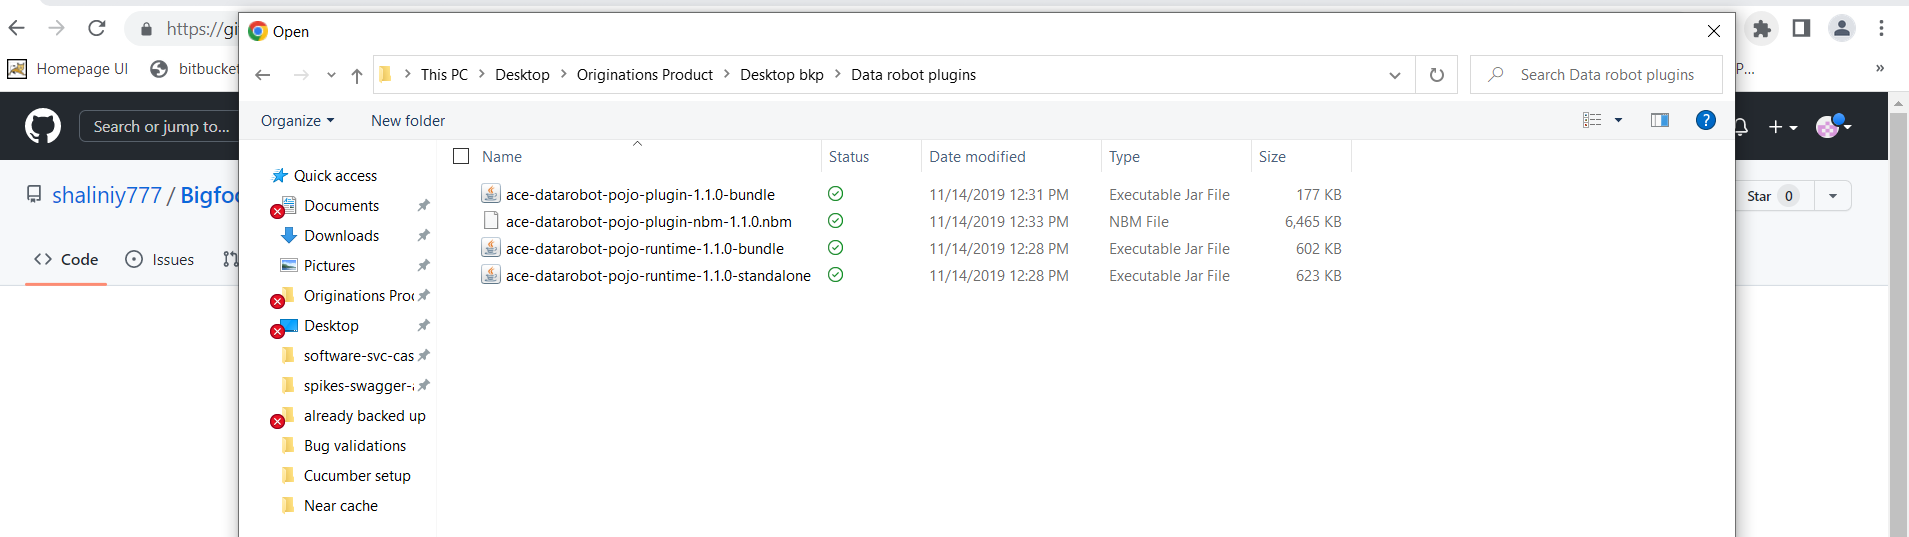 Open
https://gi
Homepage UI
bitbucket
This PC > Desktop > Originations Product > Desktop bkp > Data robot plugins
Search Data robot plugins
P...
»
Search or jump to...
Organize
New folder
?
Name Status Date modified Type Size
shaliniy777 / Bigfoo
Star 0
Code
Issues
Quick access
Documents
Downloads
Pictures
Originations Proc
Desktop
software-svc-cas
spikes-swagger-a
already backed up
Bug validations
Cucumber setup
Near cache
ace-datarobot-pojo-plugin-1.1.0-bundle 11/14/2019 12:31 PM Executable Jar File 177 KB
ace-datarobot-pojo-plugin-nbm-1.1.0.nbm 11/14/2019 12:33 PM NBM File 6,465 KB
ace-datarobot-pojo-runtime-1.1.0-bundle 11/14/2019 12:28 PM Executable Jar File 602 KB
ace-datarobot-pojo-runtime-1.1.0-standalone 11/14/2019 12:28 PM Executable Jar File 623 KB